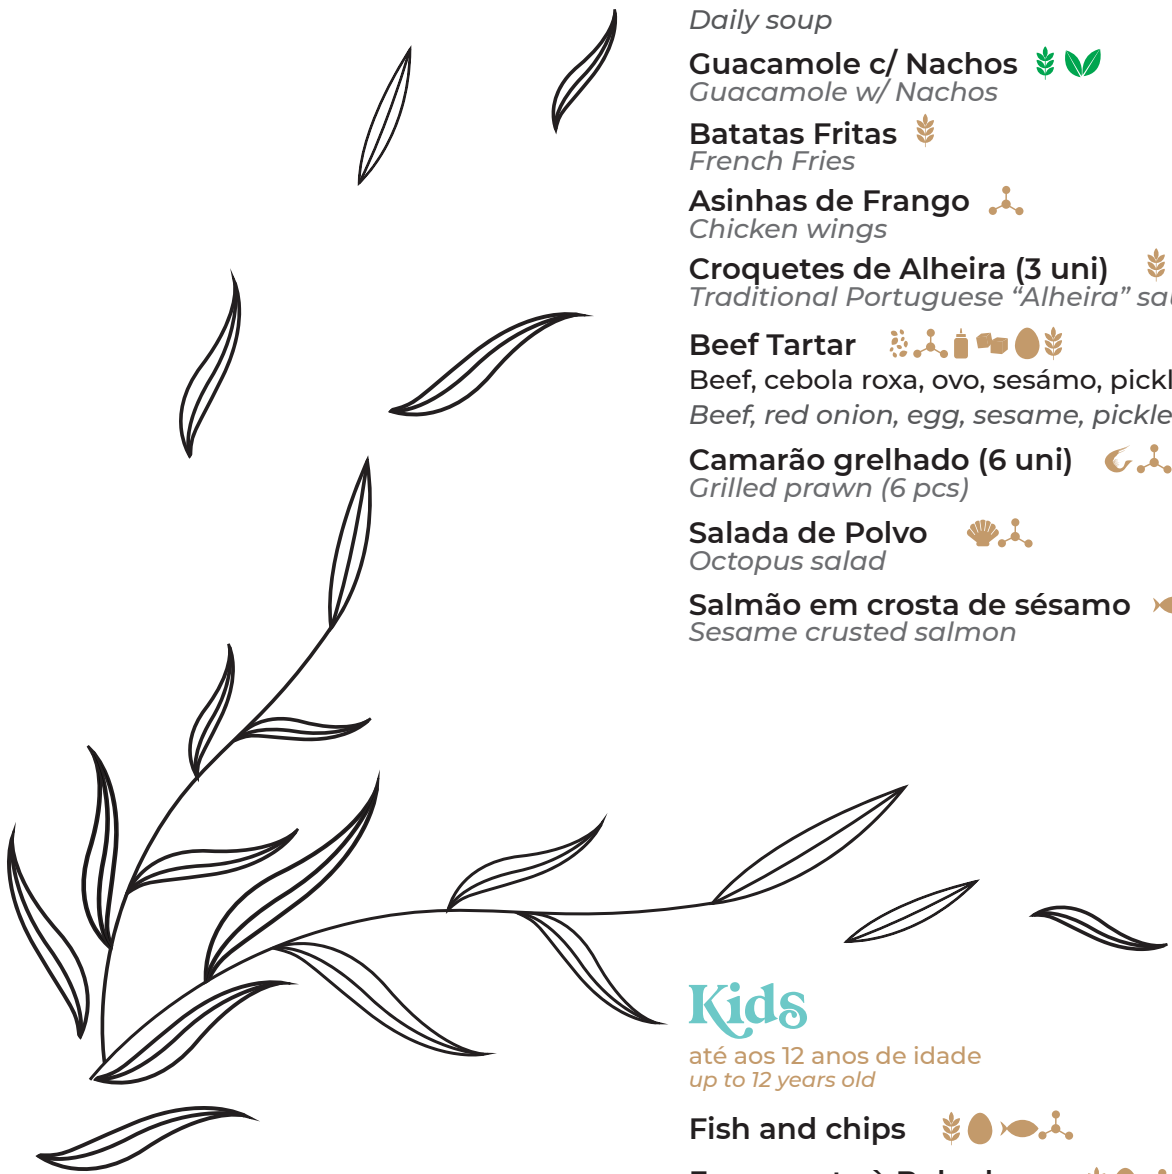 Daily soup
Guacamole c/ Nachos
Guacamole w/ Nachos
Batatas Fritas
French Fries
Asinhas de Frango
Chicken wings
Croquetes de Alheira (3 uni)
Traditional Portuguese “Alheira”
Beef Tartar
Beef, cebola roxa, ovo, sesámo,
Beef, red onion, egg, sesame, pickle
Camarão grelhado (6 uni)
Grilled prawn (6 pcs)
Salada de Polvo
Octopus salad
Salmão em crosta de sésamo
Sesame crusted salmon
Kids
até aos 12 anos de idade
up to 12 years old
Fish and chips